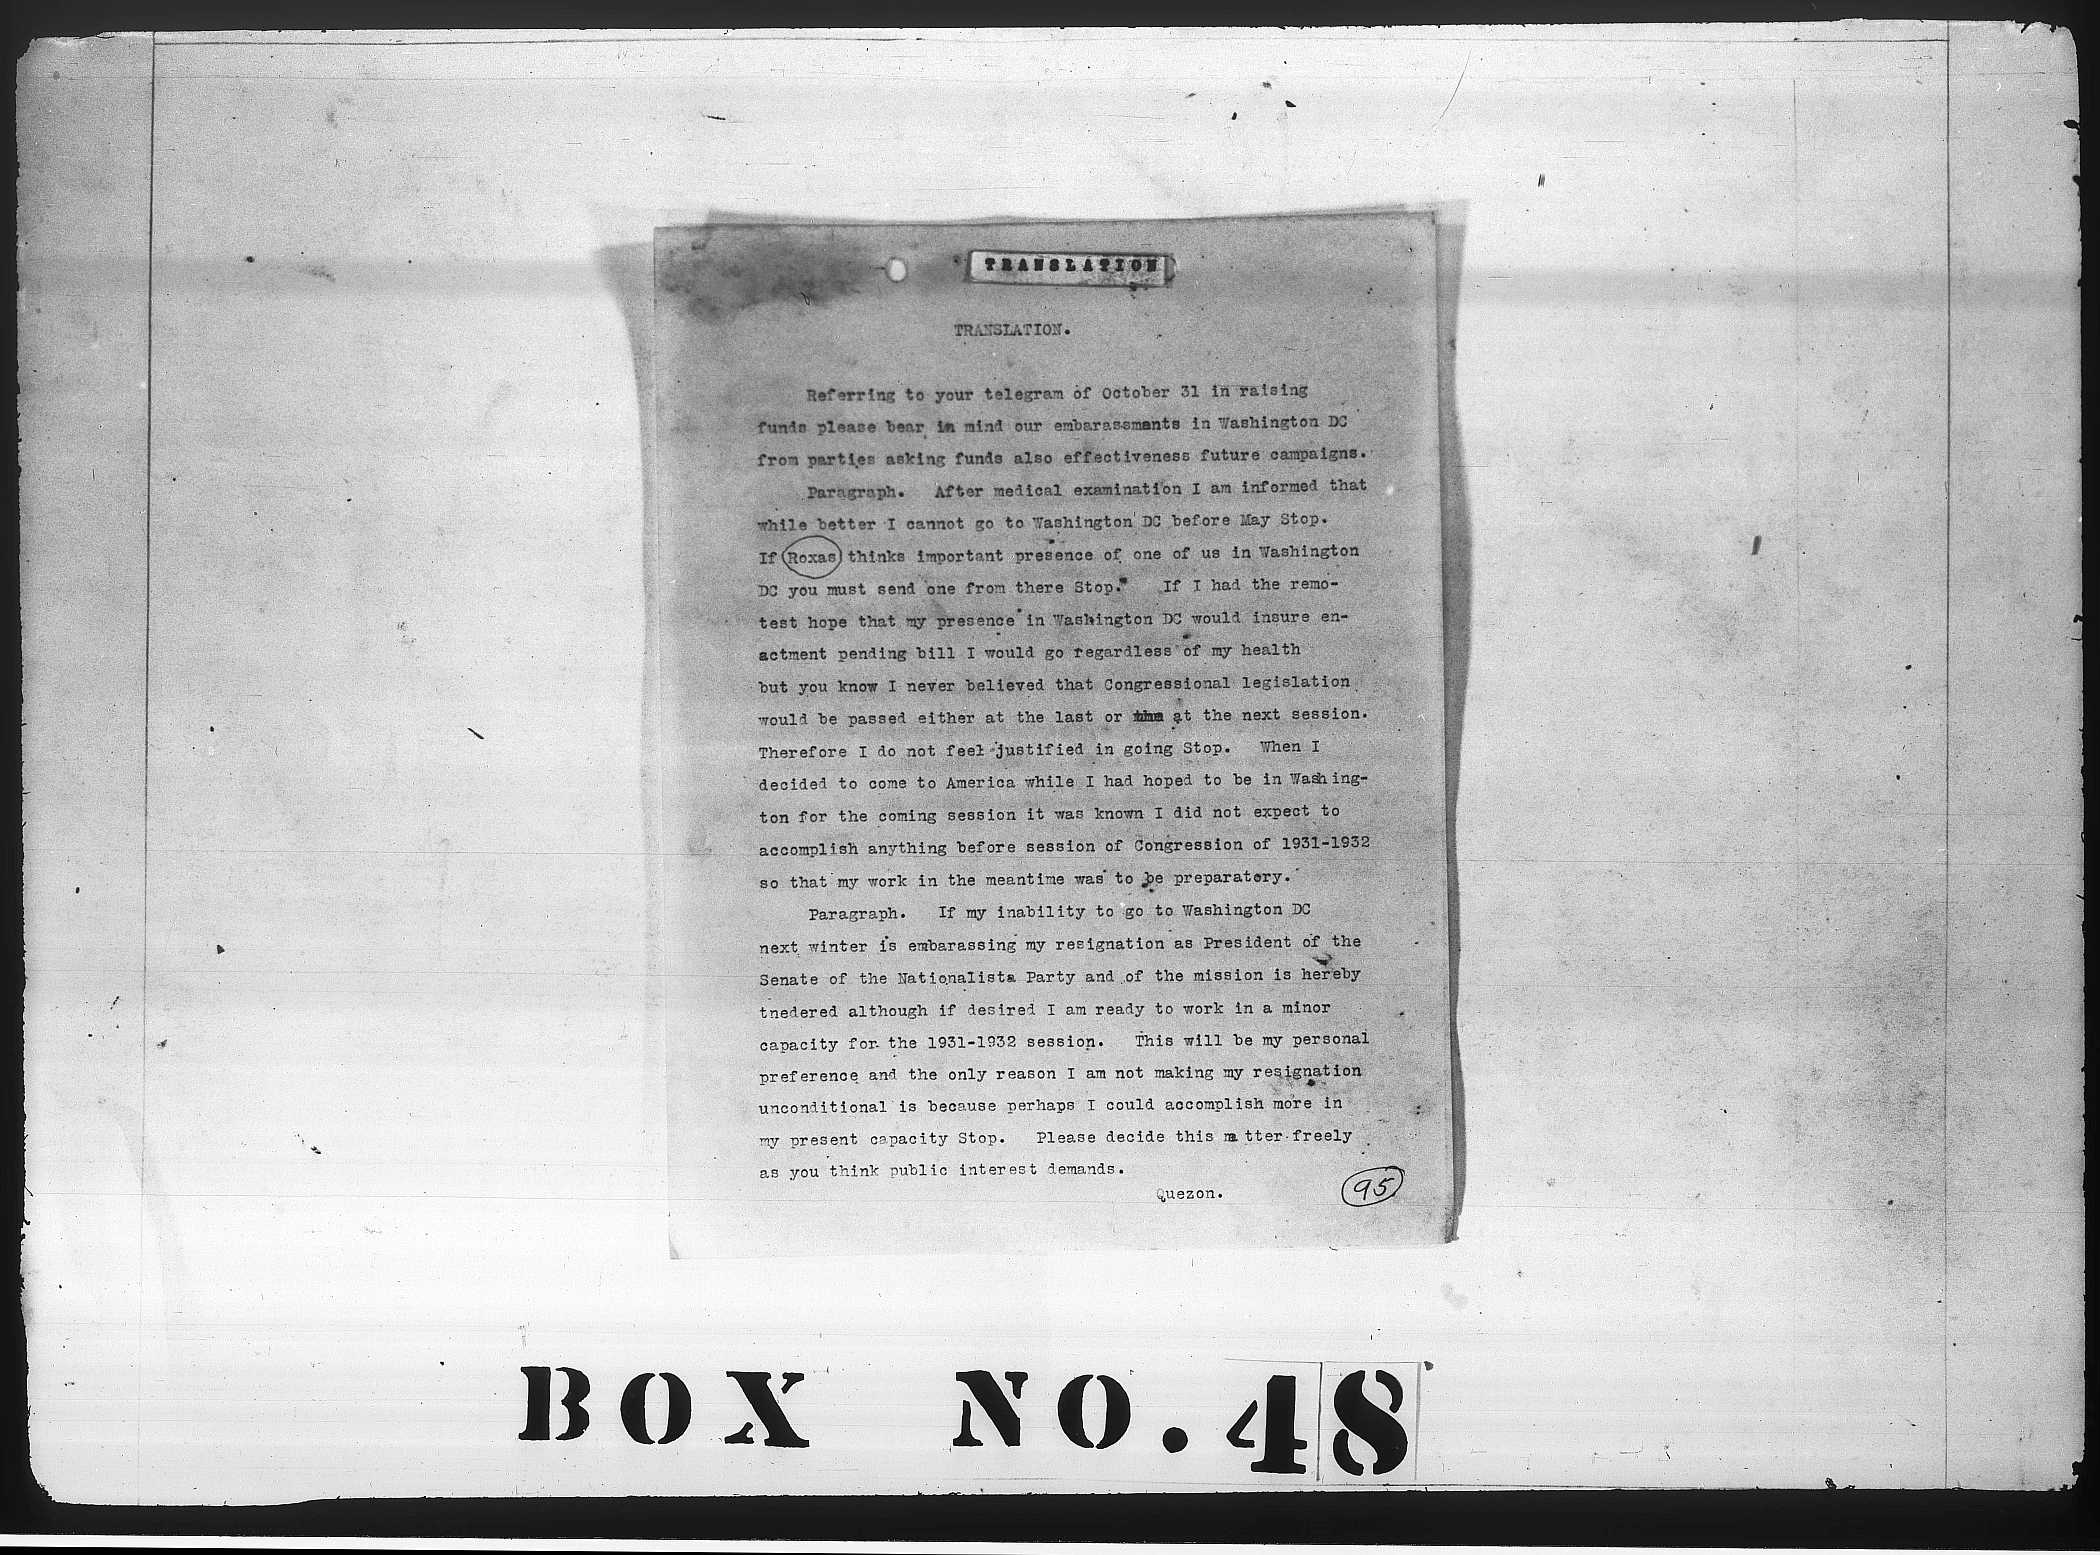 TRANSLATION
TRANSLATION.
Referring to your telegram of October 31 in raising
funds please bear in mind our embarassments in Washington DC
from parties asking funds also effectiveness future campaigns.
Paragraph. After medical examination I am informed that
while better I cannot go to Washington DC before May Stop.
If Roxas thinks important presence of one of us in Washington
DC you must send one from there Stop. If I had the remo-
test hope that my presence in Washington DC would insure en-
actment pending bill I would go regardless of my health
but you know I never believed that Congressional legislation
would be passed either at the last or the at the next session.
Therefore I do not feel justified in going Stop. When I
decided to come to America while I had hoped to be in Washing-
ton for the coming session it was known I did not expect to
accomplish anything before session of Congression of 1931-1932
so that my work in the meantime was to be preparatory.
Paragraph. If my inability to go to Washington DC
next winter is embarassing my resignation as President of the
Senate of the Nationalista Party and of the mission is hereby
tnedered although if desired I am ready to work in a minor
capacity for the 1931-1932 session. This will be my personal
preference and the only reason I am not making my resignation
unconditional is because perhaps I could accomplish more in
my present capacity Stop. Please decide this matter freely
as you think public interest demands.
Quezon.
95
BOX NO. 48